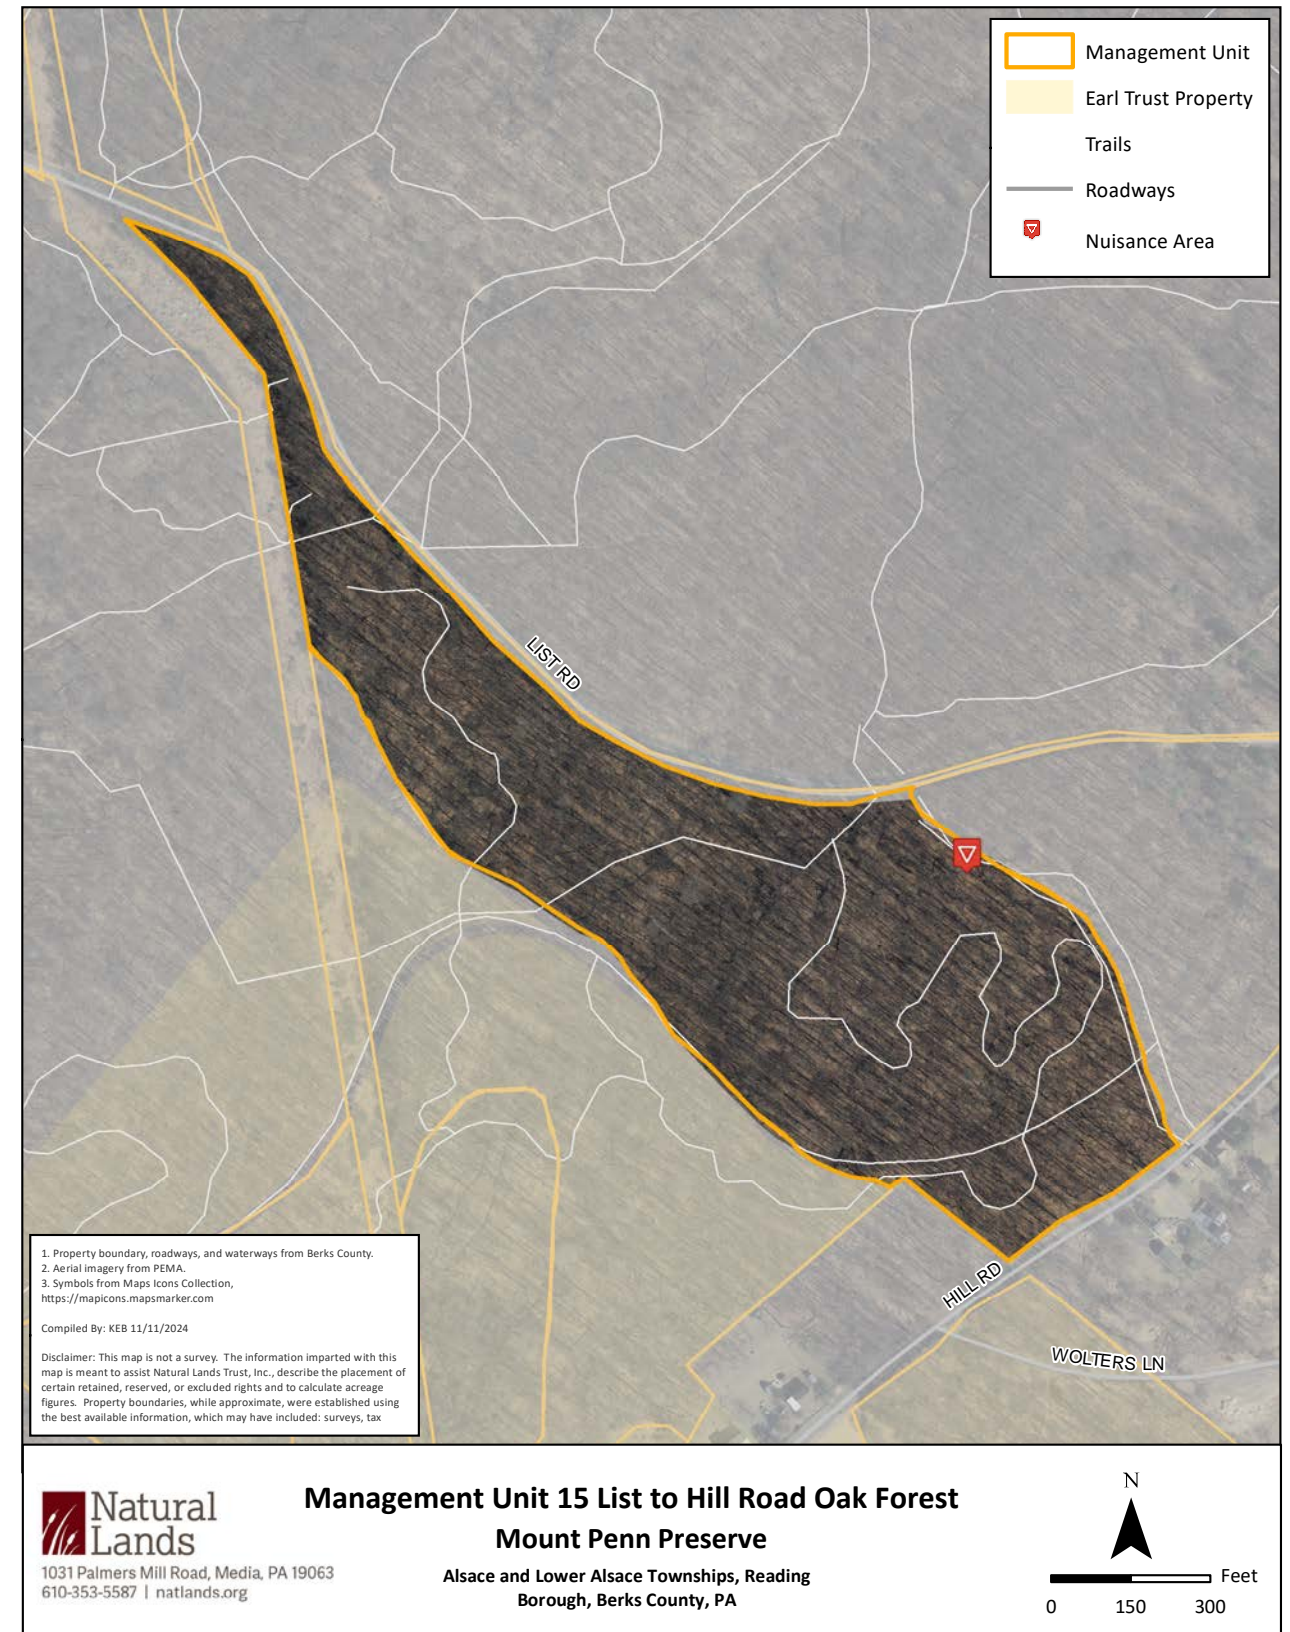 Management Unit
Earl Trust Property
Trails
Roadways
Nuisance Area
LIST RD
HILL RD
WOLTERS LN
1. Property boundary, roadways, and waterways from Berks County.
2. Aerial imagery from PEMA.
3. Symbols from Maps Icons Collection,
https://mapicons.mapsmarker.com
Compiled By: KEB 11/11/2024
Disclaimer: This map is not a survey. The information imparted with this
map is meant to assist Natural Lands Trust, Inc., describe the placement of
certain retained, reserved, or excluded rights and to calculate acreage
figures. Property boundaries, while approximate, were established using
the best available information, which may have included: surveys, tax
Natural
Lands
1031 Palmers Mill Road, Media, PA 19063
610-353-5587 | natlands.org
Management Unit 15 List to Hill Road Oak Forest
Mount Penn Preserve
Alsace and Lower Alsace Townships, Reading
Borough, Berks County, PA
N
Feet
0 150 300